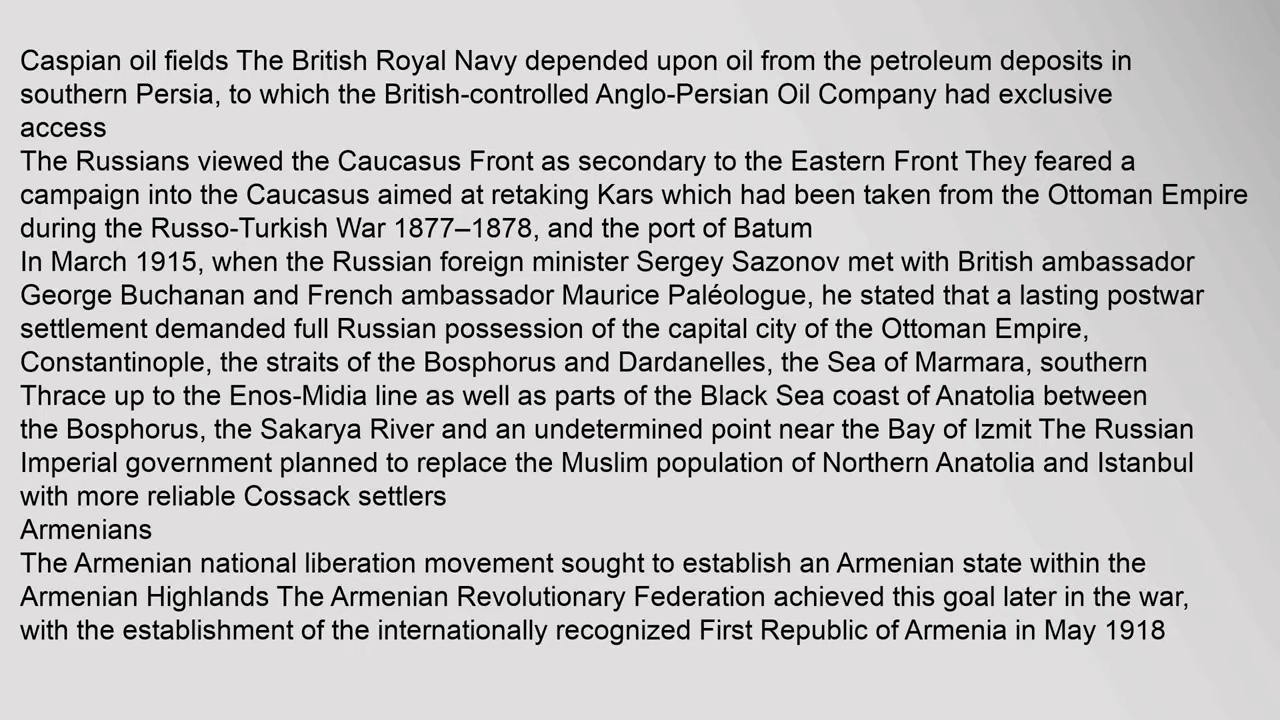 Caspian oil fields The British Royal Navy depended upon oil from the petroleum deposits in
southern Persia, to which the British-controlled Anglo-Persian Oil Company had exclusive
access
The Russians viewed the Caucasus Front as secondary to the Eastern Front They feared a
campaign into the Caucasus aimed at retaking Kars which had been taken from the Ottoman Empire
during the Russo-Turkish War 1877–1878, and the port of Batum
In March 1915, when the Russian foreign minister Sergey Sazonov met with British ambassador
George Buchanan and French ambassador Maurice Paléologue, he stated that a lasting postwar
settlement demanded full Russian possession of the capital city of the Ottoman Empire,
Constantinople, the straits of the Bosphorus and Dardanelles, the Sea of Marmara, southern
Thrace up to the Enos-Midia line as well as parts of the Black Sea coast of Anatolia between
the Bosphorus, the Sakarya River and an undetermined point near the Bay of Izmit The Russian
Imperial government planned to replace the Muslim population of Northern Anatolia and Istanbul
with more reliable Cossack settlers
Armenians
The Armenian national liberation movement sought to establish an Armenian state within the
Armenian Highlands The Armenian Revolutionary Federation achieved this goal later in the war,
with the establishment of the internationally recognized First Republic of Armenia in May 1918